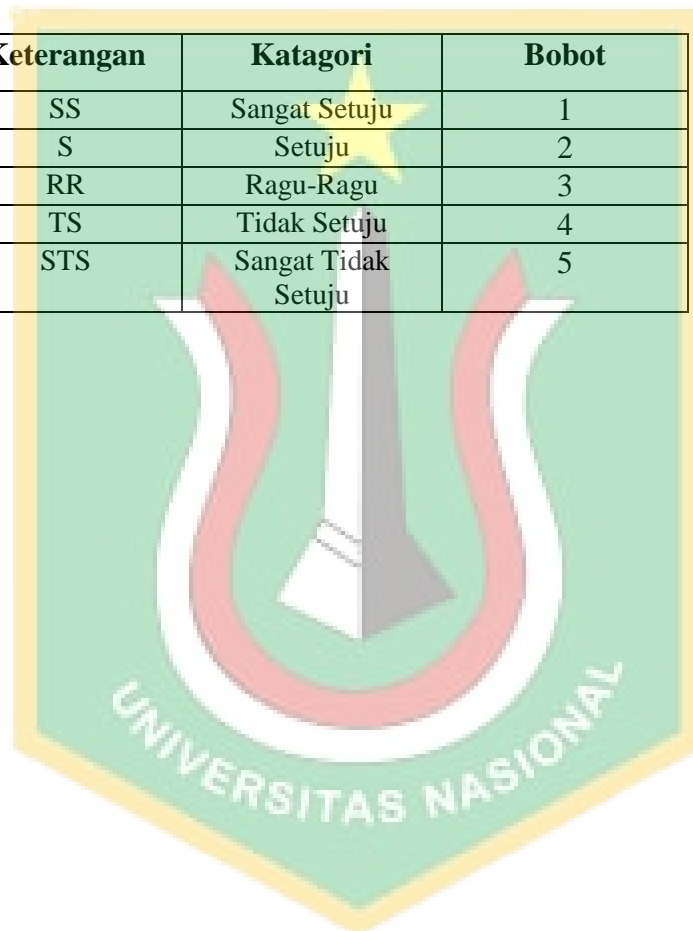 Keterangan Katagori Bobot
SS Sangat Setuju 1
S Setuju 2
RR Ragu-Ragu 3
TS Tidak Setuju 4
STS Sangat Tidak 5
Setuju
UNIVERSITAS NASIONAL